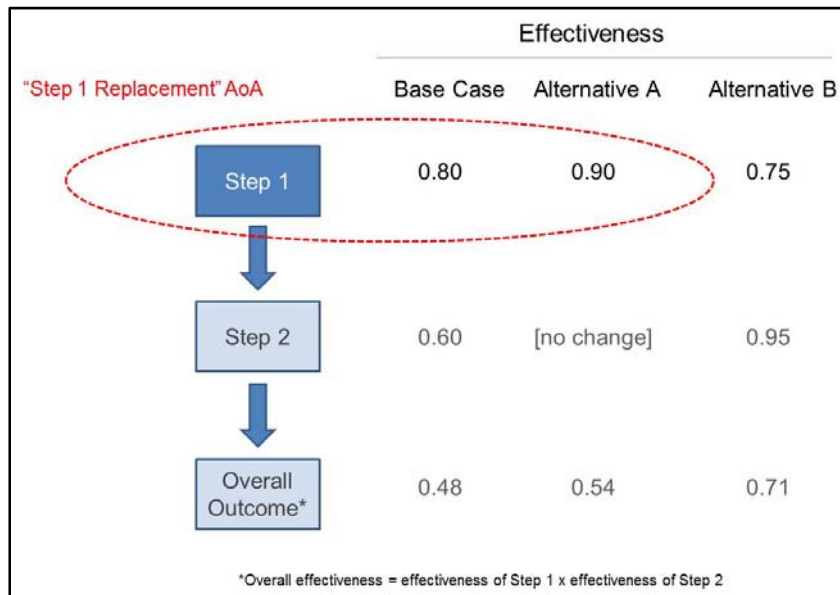 Effectiveness
“Step 1 Replacement” AoA Base Case Alternative A Alternative B
Step 1 0.80 0.90 0.75
Step 2 0.60 [no change] 0.95
Overall
Outcome* 0.48 0.54 0.71
*Overall effectiveness = effectiveness of Step 1 x effectiveness of Step 2